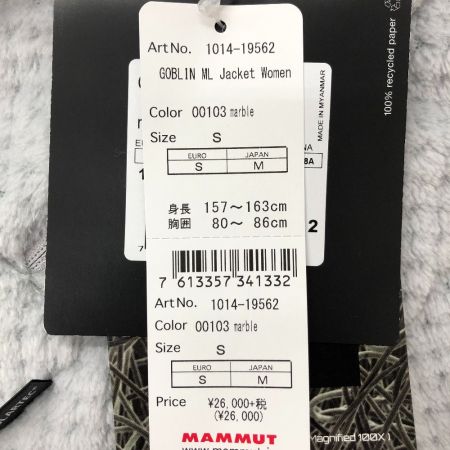 Art No. 1014-19562
GOBLIN ML Jacket Women
Color 00103 marble
Size S
EURO JAPAN
S M
身長 157～163cm
胸囲 80～ 86cm
7 613357 341332
Art No. 1014-19562
Color 00103 marble
Size S
EURO JAPAN
S M
Price ¥26,000+税
(¥26,000)
MAMMUT
100% recycled paper
MADE IN MYANMAR
(Magnified 100X)